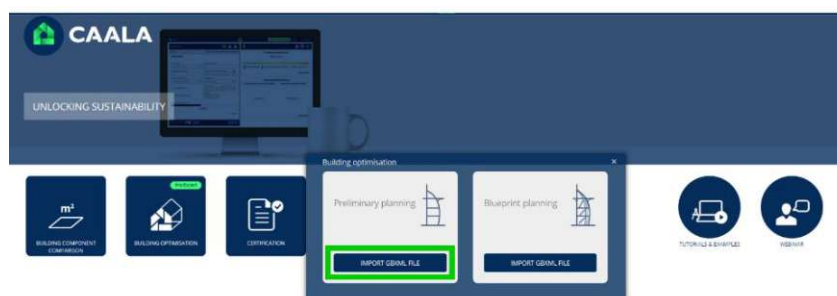 CAALA
UNLOCKING SUSTAINABILITY
Building optimisation ×
Preliminary planning
Blueprint planning
IMPORT GBXML FILE
IMPORT GBXML FILE
m²
BUILDING COMPONENT
COMPARISON
BUILDING OPTIMISATION
CERTIFICATION
TUTORIALS & EXAMPLES
WEBINAR